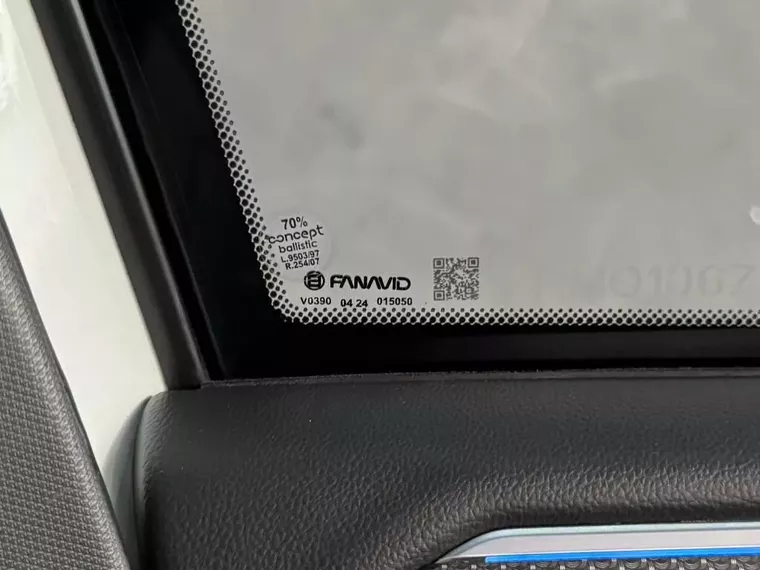 70%
concept
ballistic
L.9503/97
R.254/07
FANAVID
V0390 04 24 015050